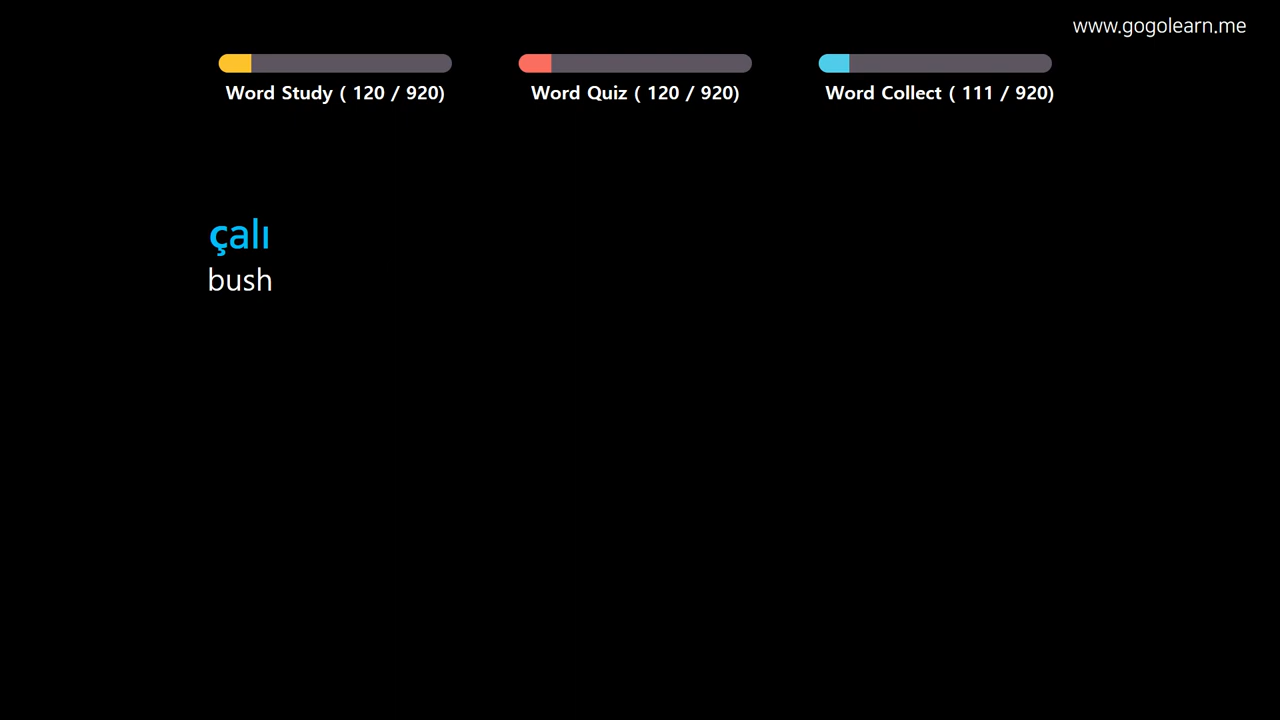 www.gogolearn.me
Word Study ( 120 / 920)
Word Quiz ( 120 / 920)
Word Collect ( 111 / 920)
çalı
bush